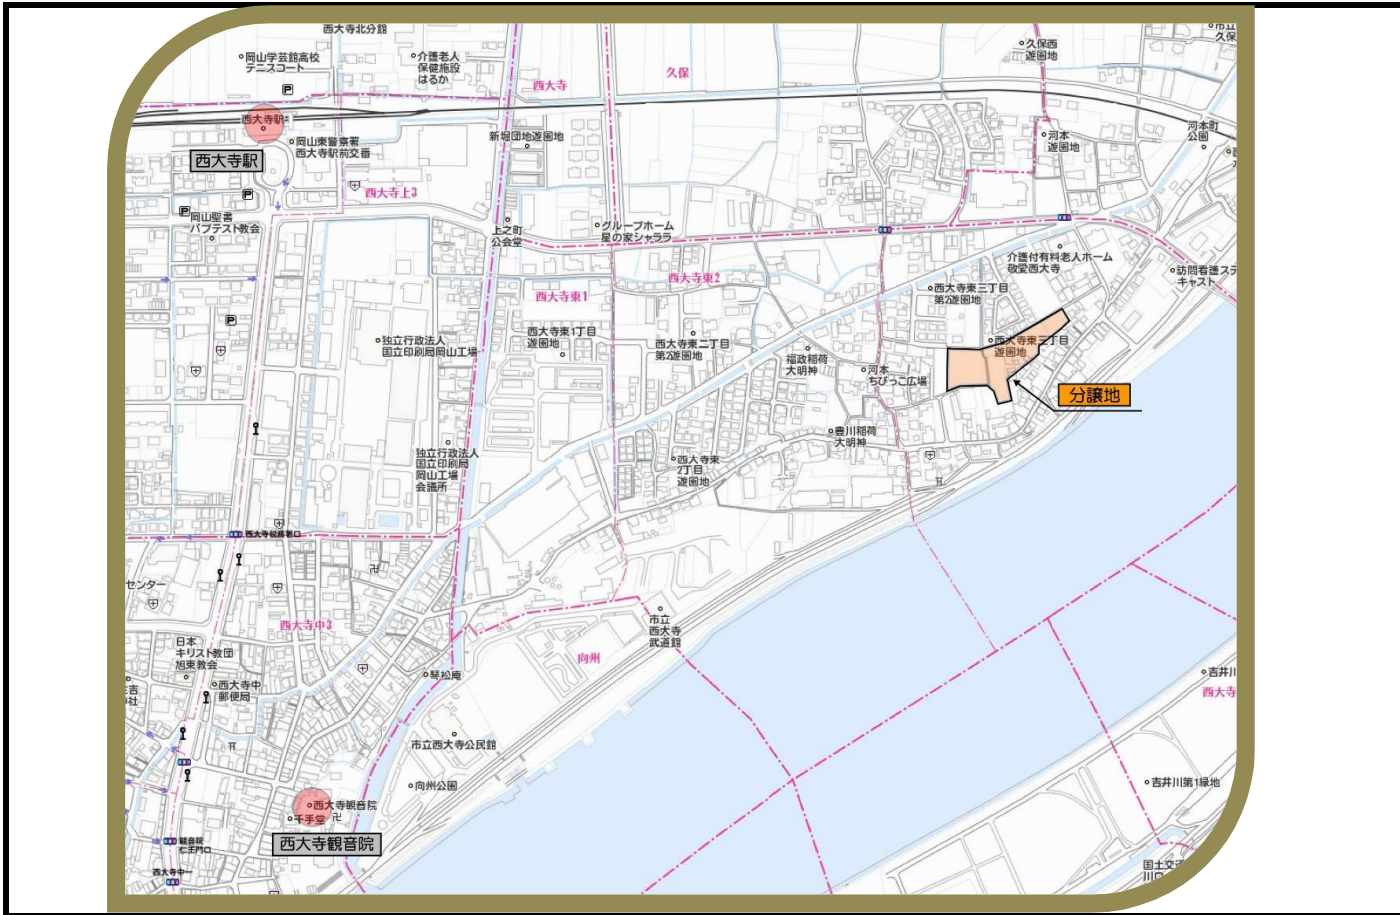 西大寺北分館
岡山学芸館高校
テニスコート
介護老人
保健施設
はるか
西大寺
久保
久保西
遊園地
市立
久保
P
西大寺駅
岡山東警察署
西大寺駅前交番
西大寺駅
新堀団地遊園地
河本
遊園地
河本町
公園
西大寺上3
P
P
岡山聖書
バプテスト教会
上之町
公会堂
グループホーム
星の家シャララ
西大寺東2
西大寺東1
介護付有料老人ホーム
敬愛西大寺
訪問看護ステ
キャスト
西大寺東三丁目
第2遊園地
P
独立行政法人
国立印刷局岡山工場
西大寺東1丁目
遊園地
西大寺東二丁目
第2遊園地
福政稲荷
大明神
河本
ちびっこ広場
西大寺東三丁目
遊園地
分譲地
豊川稲荷
大明神
独立行政法人
国立印刷局
岡山工場
会議所
西大寺東
2丁目
遊園地
西大寺税務署口
センター
卍
西大寺中3
日本
キリスト教団
旭東教会
西大寺中
郵便局
市立
西大寺
武道館
向州
琴松庵
吉井川
西大寺
市立西大寺公民館
向州公園
吉井川第1緑地
西大寺観音院
千手堂
卍
西大寺観音院
観音院
仁王門口
西大寺中一
国土交
川口